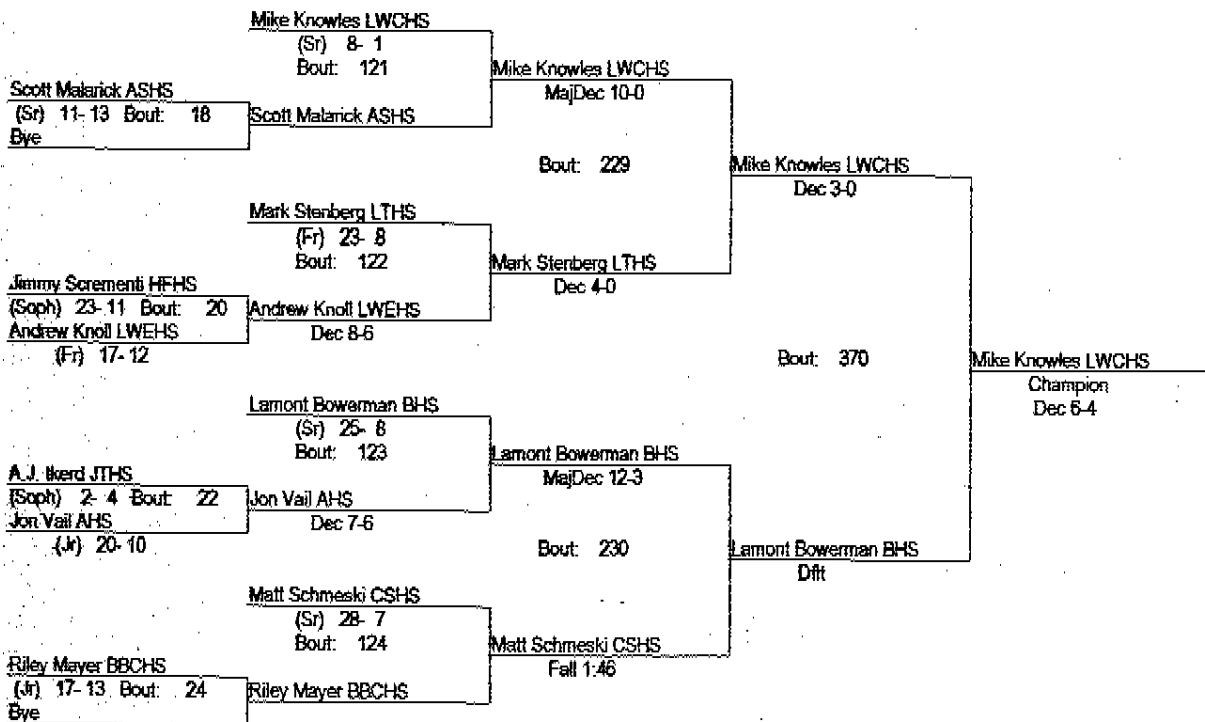 Mike Knowles LWCHS
(Sr) 8- 1
Bout: 121
Scott Malarick ASHS
(Sr) 11- 13 Bout: 18
Bye
Scott Malarick ASHS
Mike Knowles LWCHS
MajDec 10-0
Bout: 229
Mark Stenberg LTHS
(Fr) 23- 8
Bout: 122
Jimmy Scrementi HFHS
(Soph) 23- 11 Bout: 20
Andrew Knoll LWEHS
(Fr) 17- 12
Andrew Knoll LWEHS
Dec 8-6
Mark Stenberg LTHS
Dec 4-0
Mike Knowles LWCHS
Dec 3-0
Bout: 370
Mike Knowles LWCHS
Champion
Dec 5-4
Lamont Bowerman BHS
(Sr) 25- 8
Bout: 123
A.J. Ikerd JTHS
(Soph) 2- 4 Bout: 22
Jon Vail AHS
(Jr) 20- 10
Jon Vail AHS
Dec 7-6
Lamont Bowerman BHS
MajDec 12-3
Bout: 230
Lamont Bowerman BHS
Dflt
Matt Schmeski CSHS
(Sr) 28- 7
Bout: 124
Riley Mayer BBCHS
(Jr) 17- 13 Bout: 24
Bye
Riley Mayer BBCHS
Matt Schmeski CSHS
Fall 1:46